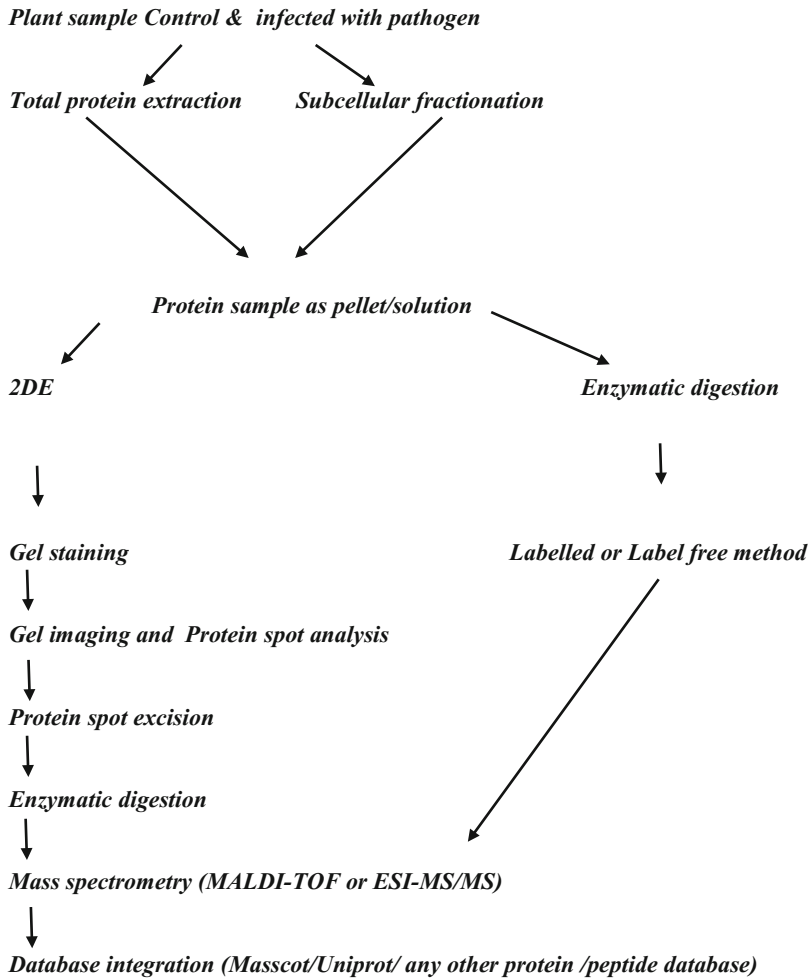 Plant sample Control & infected with pathogen
Total protein extraction
Subcellular fractionation
Protein sample as pellet/solution
2DE
Enzymatic digestion
Gel staining
Labelled or Label free method
Gel imaging and Protein spot analysis
Protein spot excision
Enzymatic digestion
Mass spectrometry (MALDI-TOF or ESI-MS/MS)
Database integration (Masscot/Uniprot/ any other protein /peptide database)